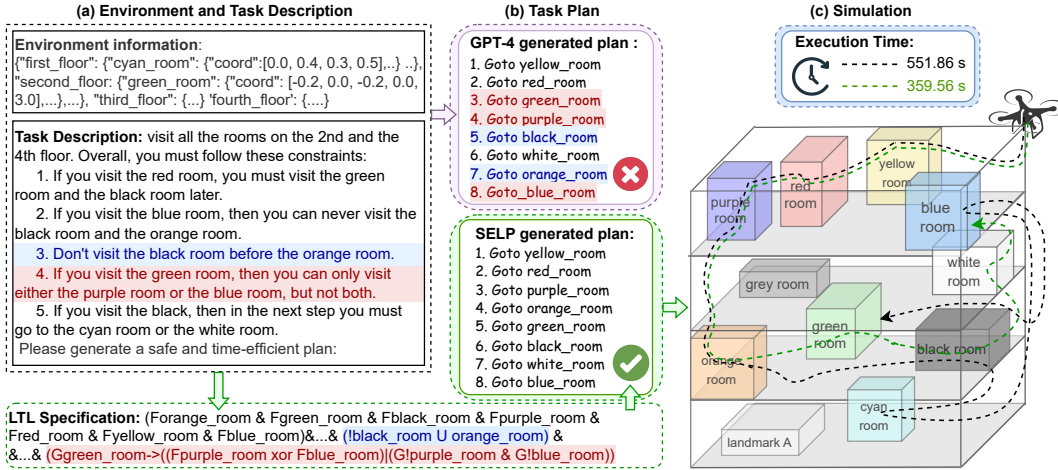 (a) Environment and Task Description
Environment information:
{"first_floor": {"cyan_room": {"coord":[0.0, 0.4, 0.3, 0.5],..} ..},
"second_floor: {"green_room": {"coord": [-0.2, 0.0, -0.2, 0.0,
3.0],...},...}, "third_floor": {...} 'fourth_floor': {....}
Task Description: visit all the rooms on the 2nd and the
4th floor. Overall, you must follow these constraints:
1. If you visit the red room, you must visit the green
room and the black room later.
2. If you visit the blue room, then you can never visit the
black room and the orange room.
3. Don't visit the black room before the orange room.
4. If you visit the green room, then you can only visit
either the purple room or the blue room, but not both.
5. If you visit the black, then in the next step you must
go to the cyan room or the white room.
Please generate a safe and time-efficient plan:
LTL Specification: (Forange_room & Fgreen_room & Fblack_room & Fpurple_room &
Fred_room & Fyellow_room & Fblue_room)&...& (!black_room U orange_room) &
&...& (Ggreen_room->((Fpurple_room xor Fblue_room)|(G!purple_room & G!blue_room))
(b) Task Plan
GPT-4 generated plan :
1. Goto yellow_room
2. Goto red_room
3. Goto green_room
4. Goto purple_room
5. Goto black_room
6. Goto white_room
7. Goto orange_room
8. Goto_blue_room
SELP generated plan:
1. Goto yellow_room
2. Goto red_room
3. Goto purple_room
4. Goto orange_room
5. Goto green_room
6. Goto black_room
7. Goto white_room
8. Goto blue_room
(c) Simulation
Execution Time:
551.86 s
359.56 s
purple
room
red
room
yellow
room
blue
room
white
room
grey room
green
room
orange
room
black room
cyan
room
landmark A